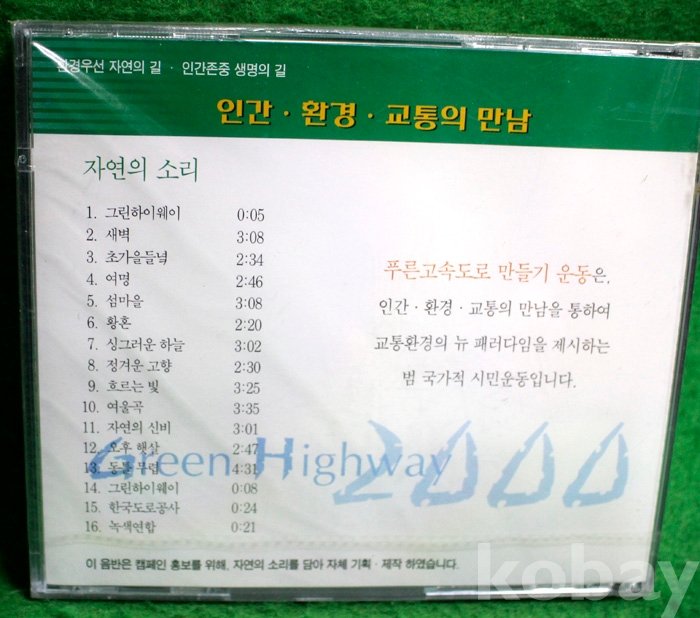 환경우선 자연의 길 · 인간존중 생명의 길
인간 · 환경 · 교통의 만남
자연의 소리
1. 그린하이웨이 0:05
2. 새벽 3:08
3. 초가을들녘 2:34
4. 여명 2:46
5. 섬마을 3:08
6. 황혼 2:20
7. 싱그러운 하늘 3:02
8. 정겨운 고향 2:30
9. 흐르는 빛 3:25
10. 여울곡 3:35
11. 자연의 신비 3:01
12. 오후 햇살 2:47
13. 동틀 무렵 4:31
14. 그린하이웨이 0:08
15. 한국도로공사 0:24
16. 녹색연합 0:21
푸른고속도로 만들기 운동은,
인간 · 환경 · 교통의 만남을 통하여
교통환경의 뉴 패러다임을 제시하는
범 국가적 시민운동입니다.
Green Highway 2000
이 음반은 캠페인 홍보를 위해, 자연의 소리를 담아 자체 기획 · 제작 하였습니다.
kobay